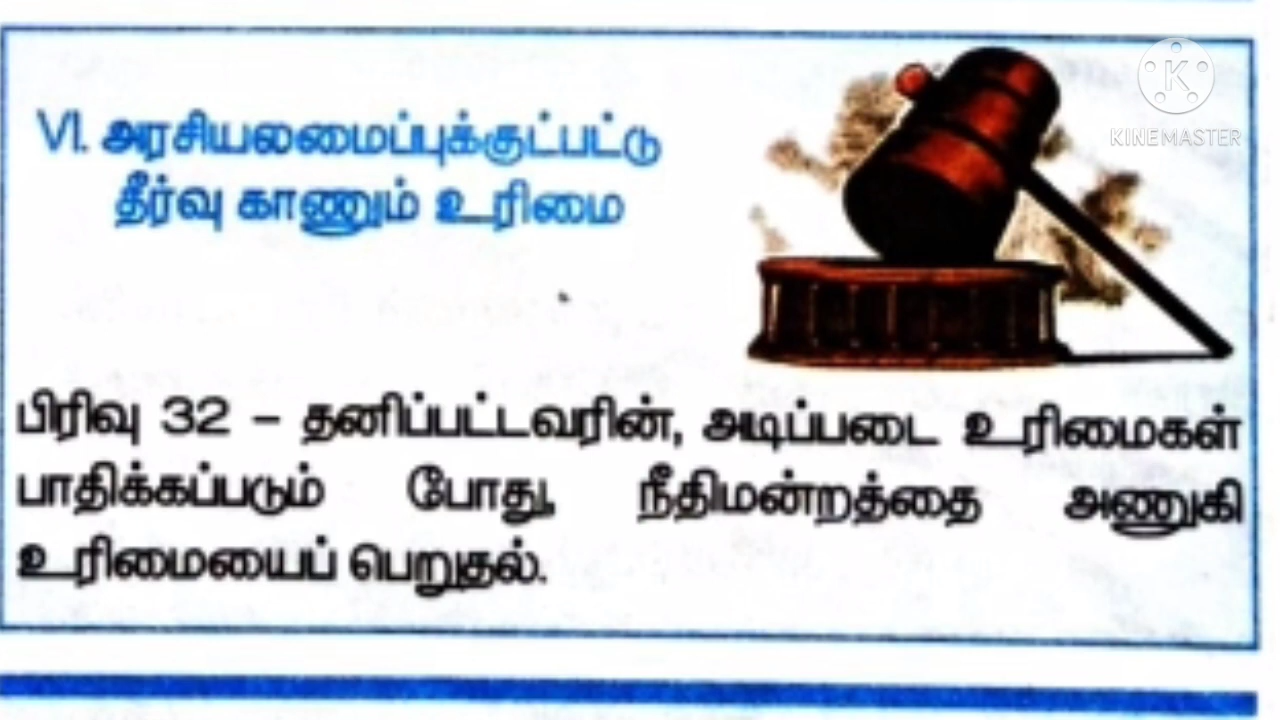 VI. அரசியலமைப்புக்குட்பட்டு
தீர்வு காணும் உரிமை
KINEMASTER
பிரிவு 32 – தனிப்பட்டவரின், அடிப்படை உரிமைகள்
பாதிக்கப்படும் போது, நீதிமன்றத்தை அணுகி
உரிமையைப் பெறுதல்.